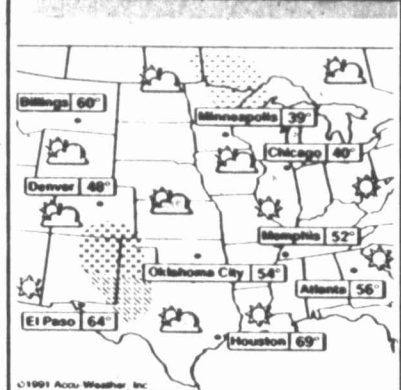 Billings 60°
Minneapolis 39°
Chicago 40°
Denver 48°
Memphis 52°
Oklahoma City 54°
Atlanta 56°
El Paso 64°
Houston 69°
©1991 Accu-Weather, Inc.